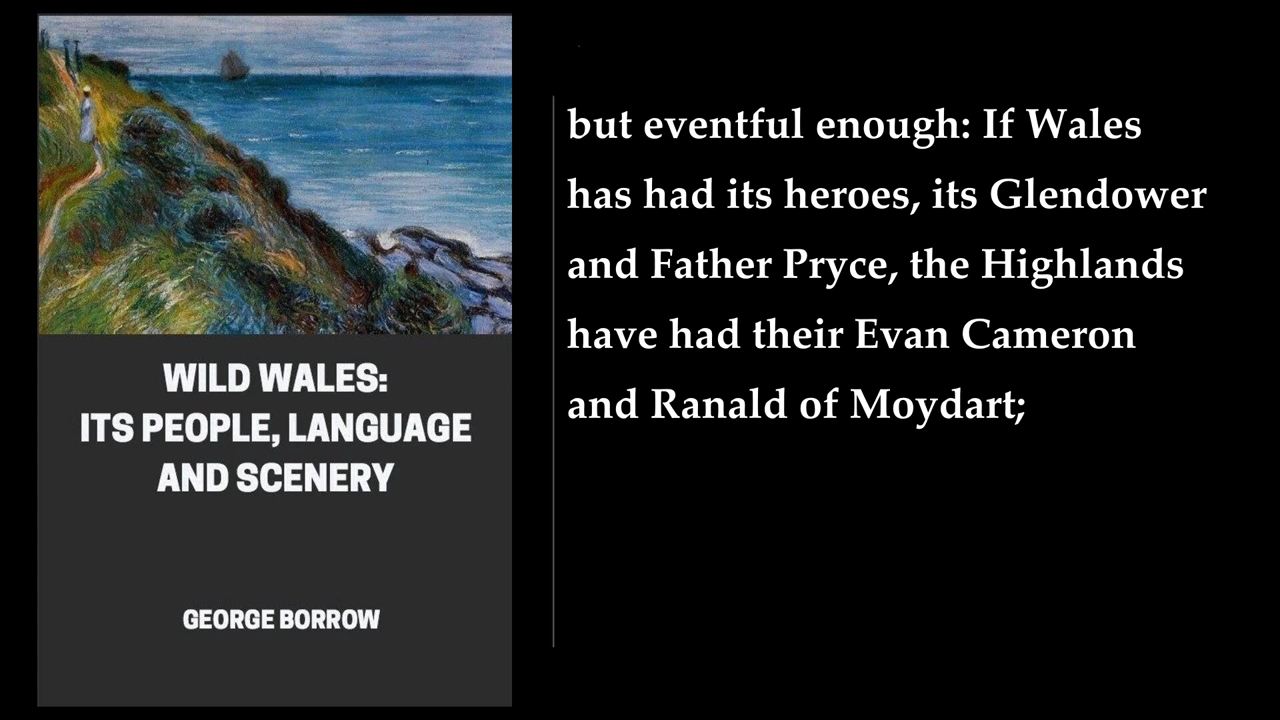 WILD WALES:
ITS PEOPLE, LANGUAGE
AND SCENERY
GEORGE BORROW
but eventful enough: If Wales
has had its heroes, its Glendower
and Father Pryce, the Highlands
have had their Evan Cameron
and Ranald of Moydart;